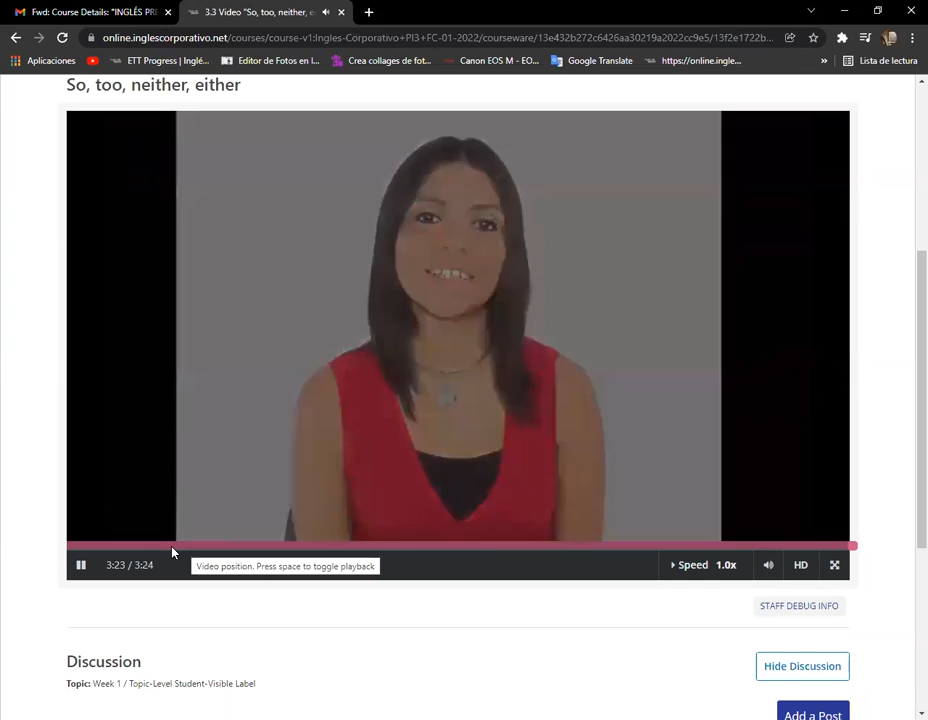 Fwd: Course Details: "INGLÉS PRE
3.3 Video "So, too, neither, e
online.inglescorporativo.net/courses/course-v1:Ingles-Corporativo+PI3+FC-01-2022/courseware/13e432b272c6426aa30219a2022cc9e5/13f2e1722b...
Aplicaciones
ETT Progress | Inglé...
Editor de Fotos en l...
Crea collages de fot...
Canon EOS M - EO...
Google Translate
https://online.ingle...
»
Lista de lectura
So, too, neither, either
3:23 / 3:24
Video position. Press space to toggle playback
Speed 1.0x
HD
STAFF DEBUG INFO
Discussion
Hide Discussion
Topic: Week 1 / Topic-Level Student-Visible Label
Add a Post